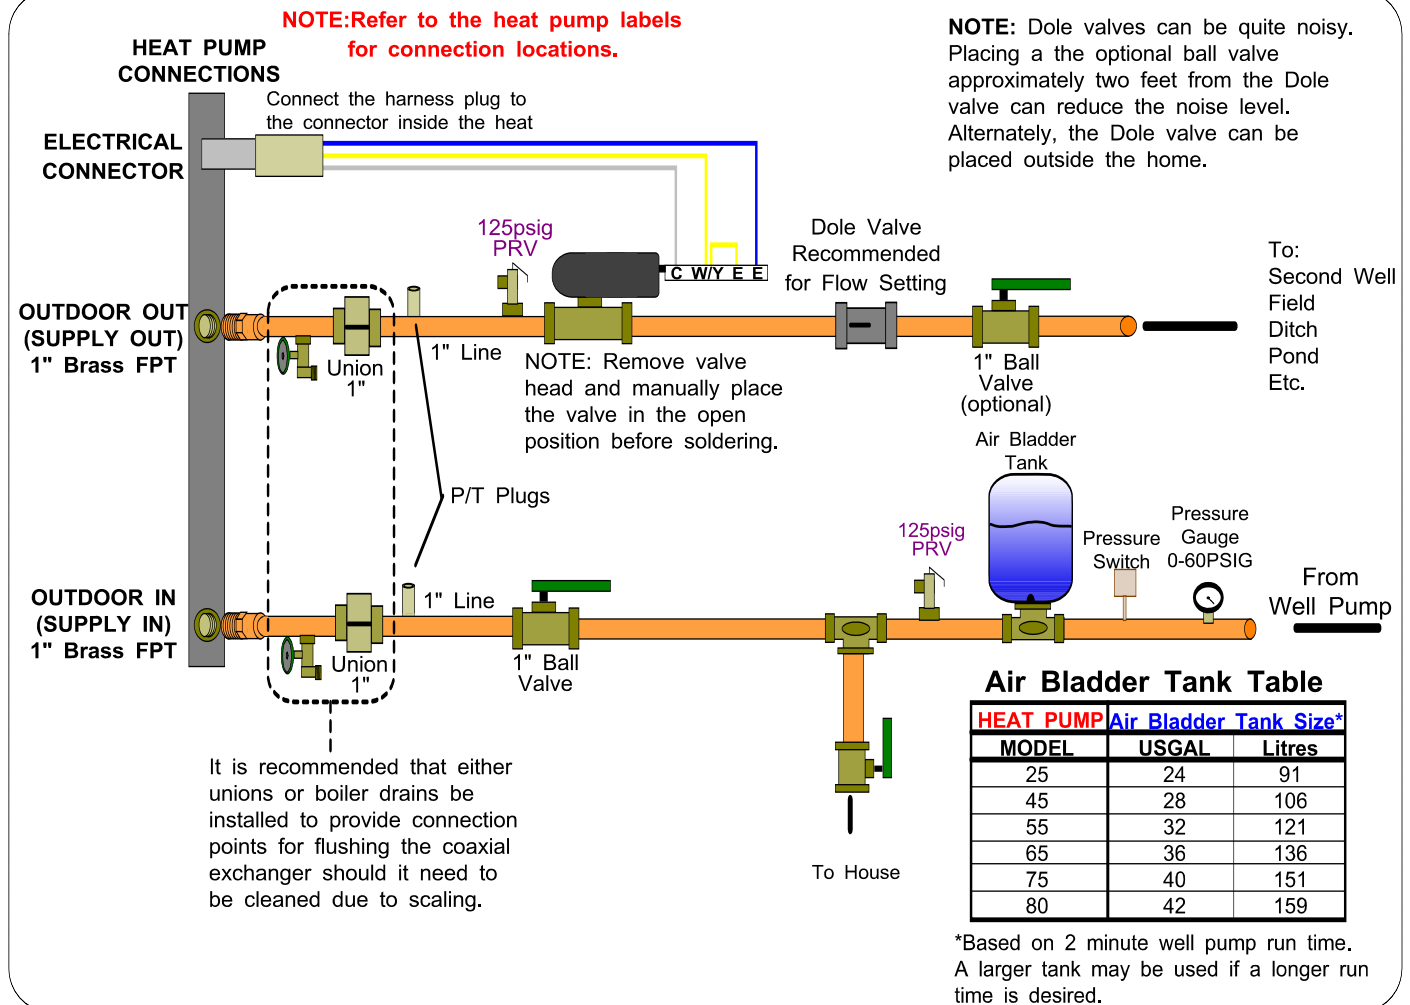 NOTE:Refer to the heat pump labels
for connection locations.
NOTE: Dole valves can be quite noisy.
Placing a the optional ball valve
approximately two feet from the Dole
valve can reduce the noise level.
Alternately, the Dole valve can be
placed outside the home.
HEAT PUMP
CONNECTIONS
Connect the harness plug to
the connector inside the heat
ELECTRICAL
CONNECTOR
125psig
PRV
C W/Y E E
Dole Valve
Recommended
for Flow Setting
To:
Second Well
Field
Ditch
Pond
Etc.
OUTDOOR OUT
(SUPPLY OUT)
1" Brass FPT
Union
1"
1" Line
NOTE: Remove valve
head and manually place
the valve in the open
position before soldering.
1" Ball
Valve
(optional)
P/T Plugs
Air Bladder
Tank
125psig
PRV
Pressure
Switch
Pressure
Gauge
0-60PSIG
From
Well Pump
OUTDOOR IN
(SUPPLY IN)
1" Brass FPT
Union
1"
1" Line
1" Ball
Valve
To House
It is recommended that either
unions or boiler drains be
installed to provide connection
points for flushing the coaxial
exchanger should it need to
be cleaned due to scaling.
Air Bladder Tank Table
HEAT PUMP Air Bladder Tank Size*
MODEL USGAL Litres
25 24 91
45 28 106
55 32 121
65 36 136
75 40 151
80 42 159
*Based on 2 minute well pump run time.
A larger tank may be used if a longer run
time is desired.